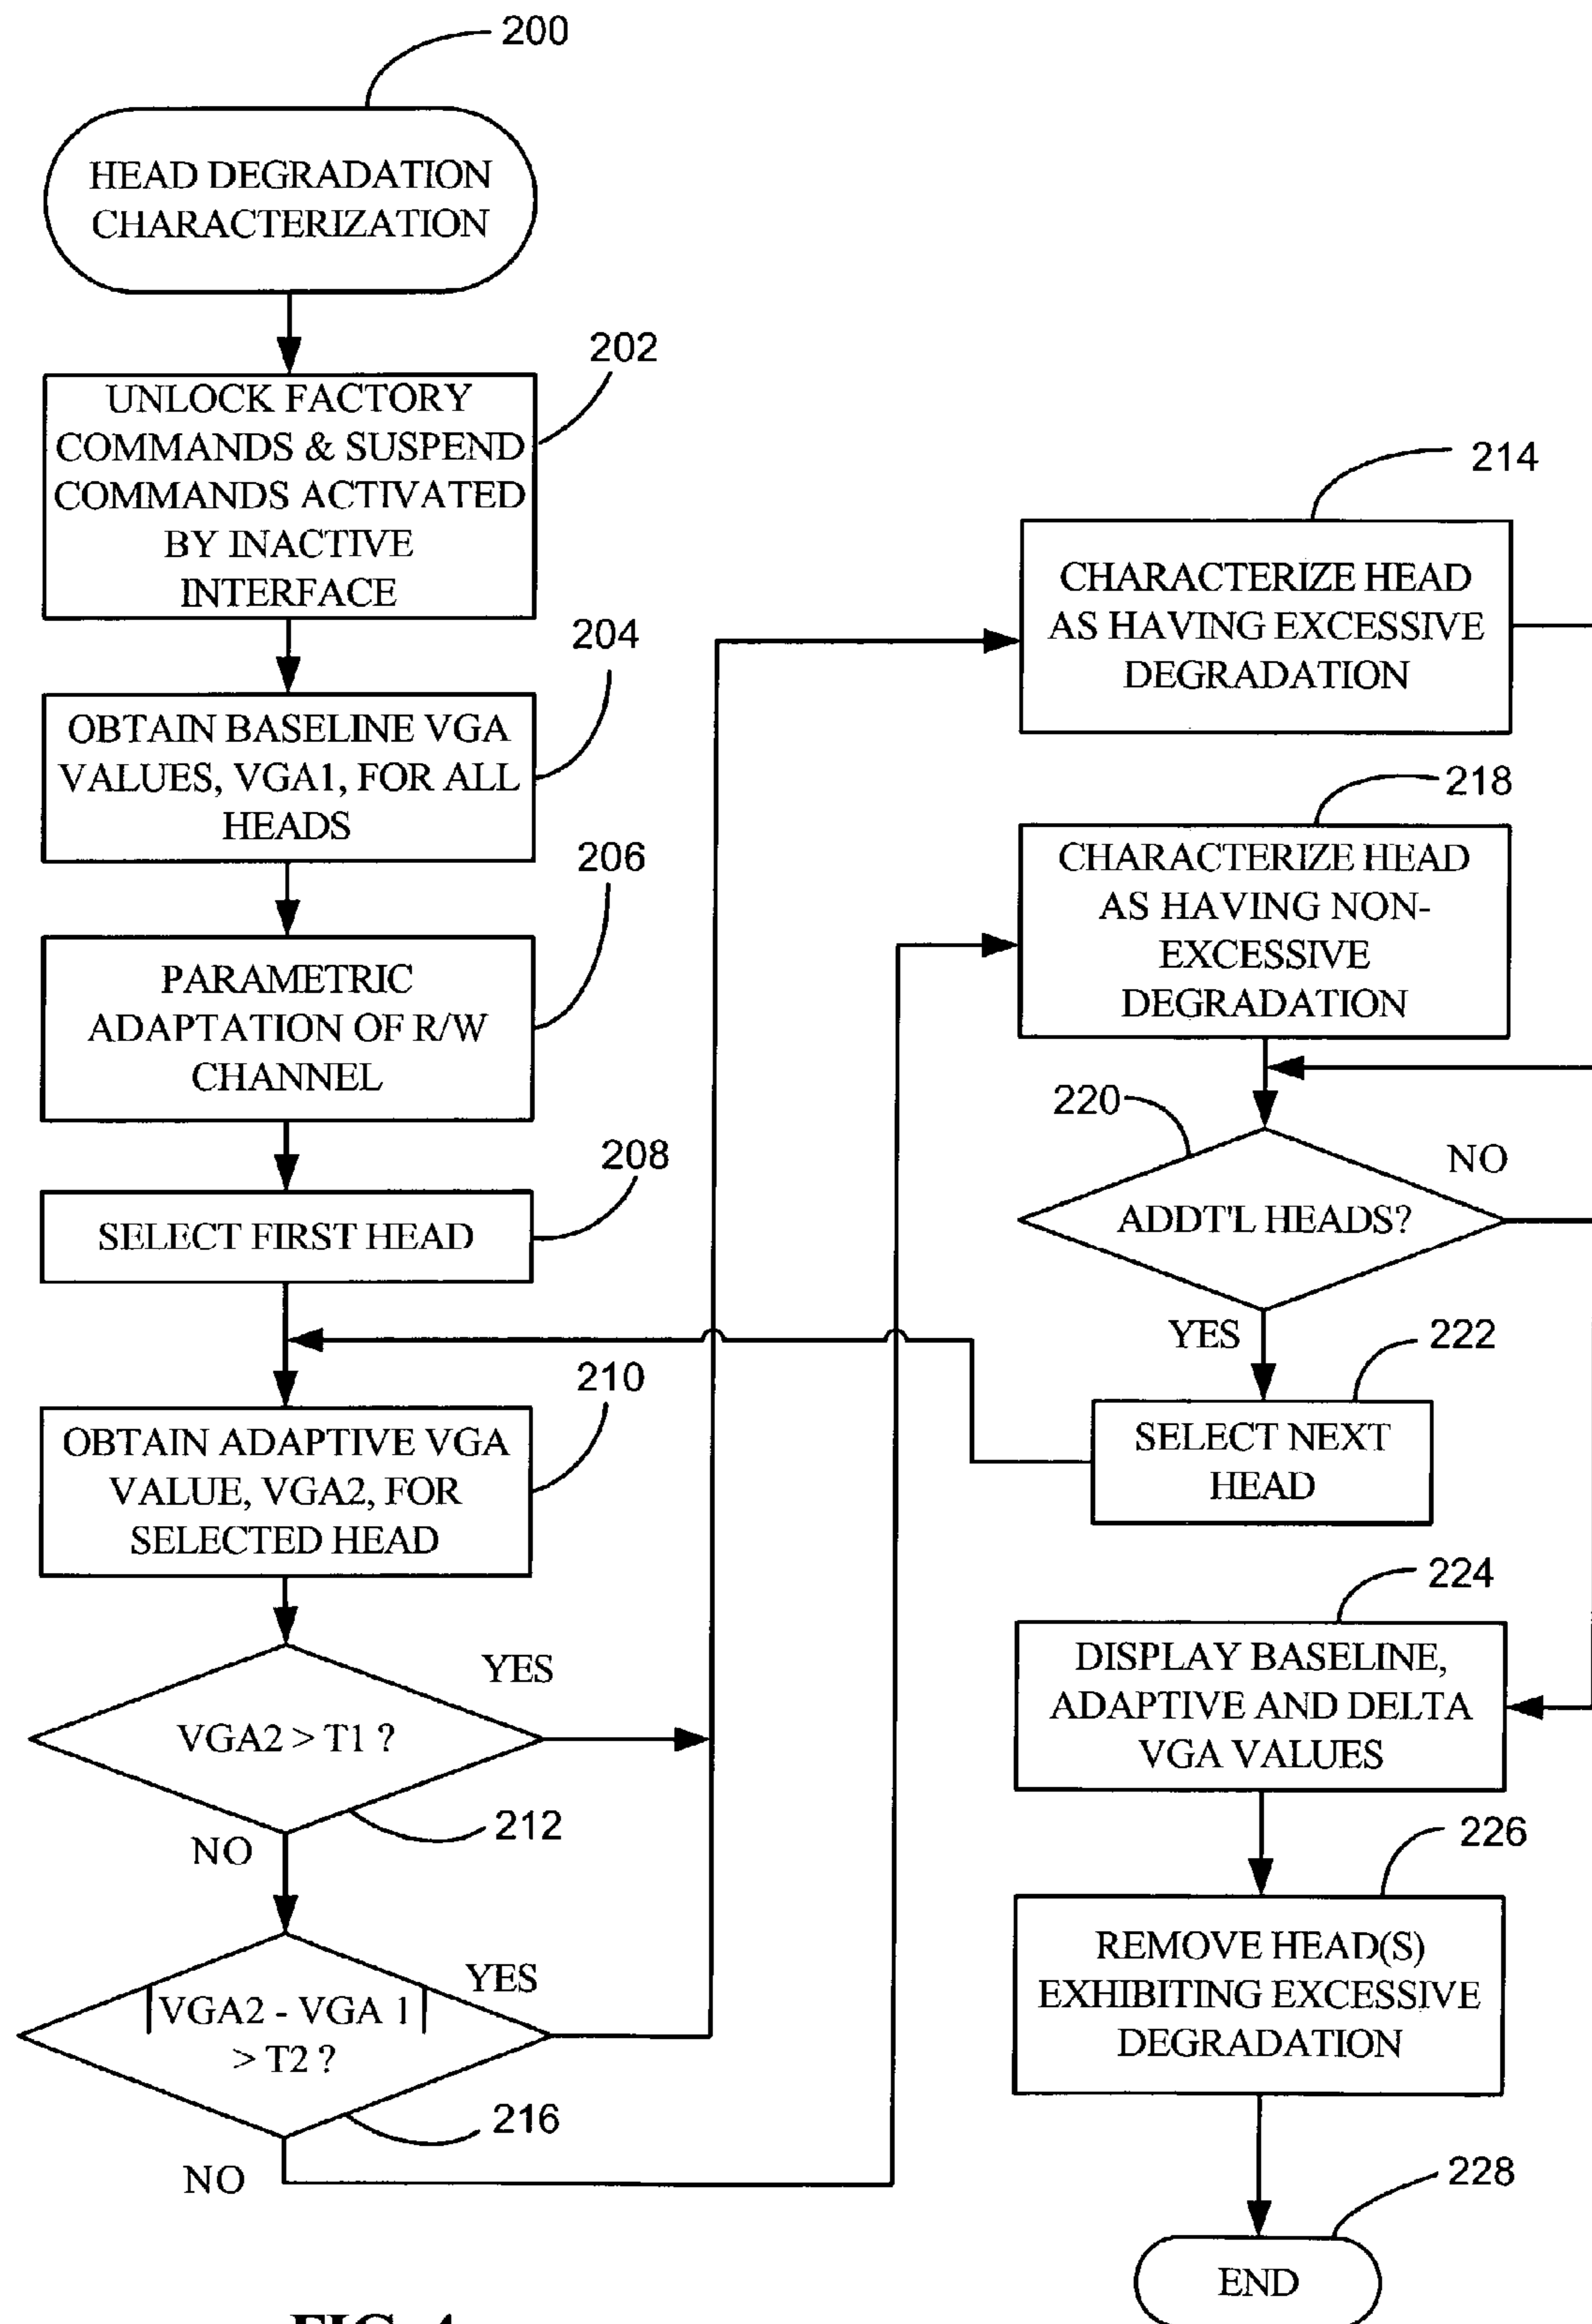 200
HEAD DEGRADATION
CHARACTERIZATION
202
UNLOCK FACTORY
COMMANDS & SUSPEND
COMMANDS ACTIVATED
BY INACTIVE
INTERFACE
204
OBTAIN BASELINE VGA
VALUES, VGA1, FOR ALL
HEADS
206
PARAMETRIC
ADAPTATION OF R/W
CHANNEL
208
SELECT FIRST HEAD
210
OBTAIN ADAPTIVE VGA
VALUE, VGA2, FOR
SELECTED HEAD
YES
VGA2 > T1 ?
212
NO
YES
|VGA2 - VGA 1|
> T2 ?
216
NO
214
CHARACTERIZE HEAD
AS HAVING EXCESSIVE
DEGRADATION
218
CHARACTERIZE HEAD
AS HAVING NON-
EXCESSIVE
DEGRADATION
220
NO
ADDT'L HEADS?
YES
222
SELECT NEXT
HEAD
224
DISPLAY BASELINE,
ADAPTIVE AND DELTA
VGA VALUES
226
REMOVE HEAD(S)
EXHIBITING EXCESSIVE
DEGRADATION
228
END